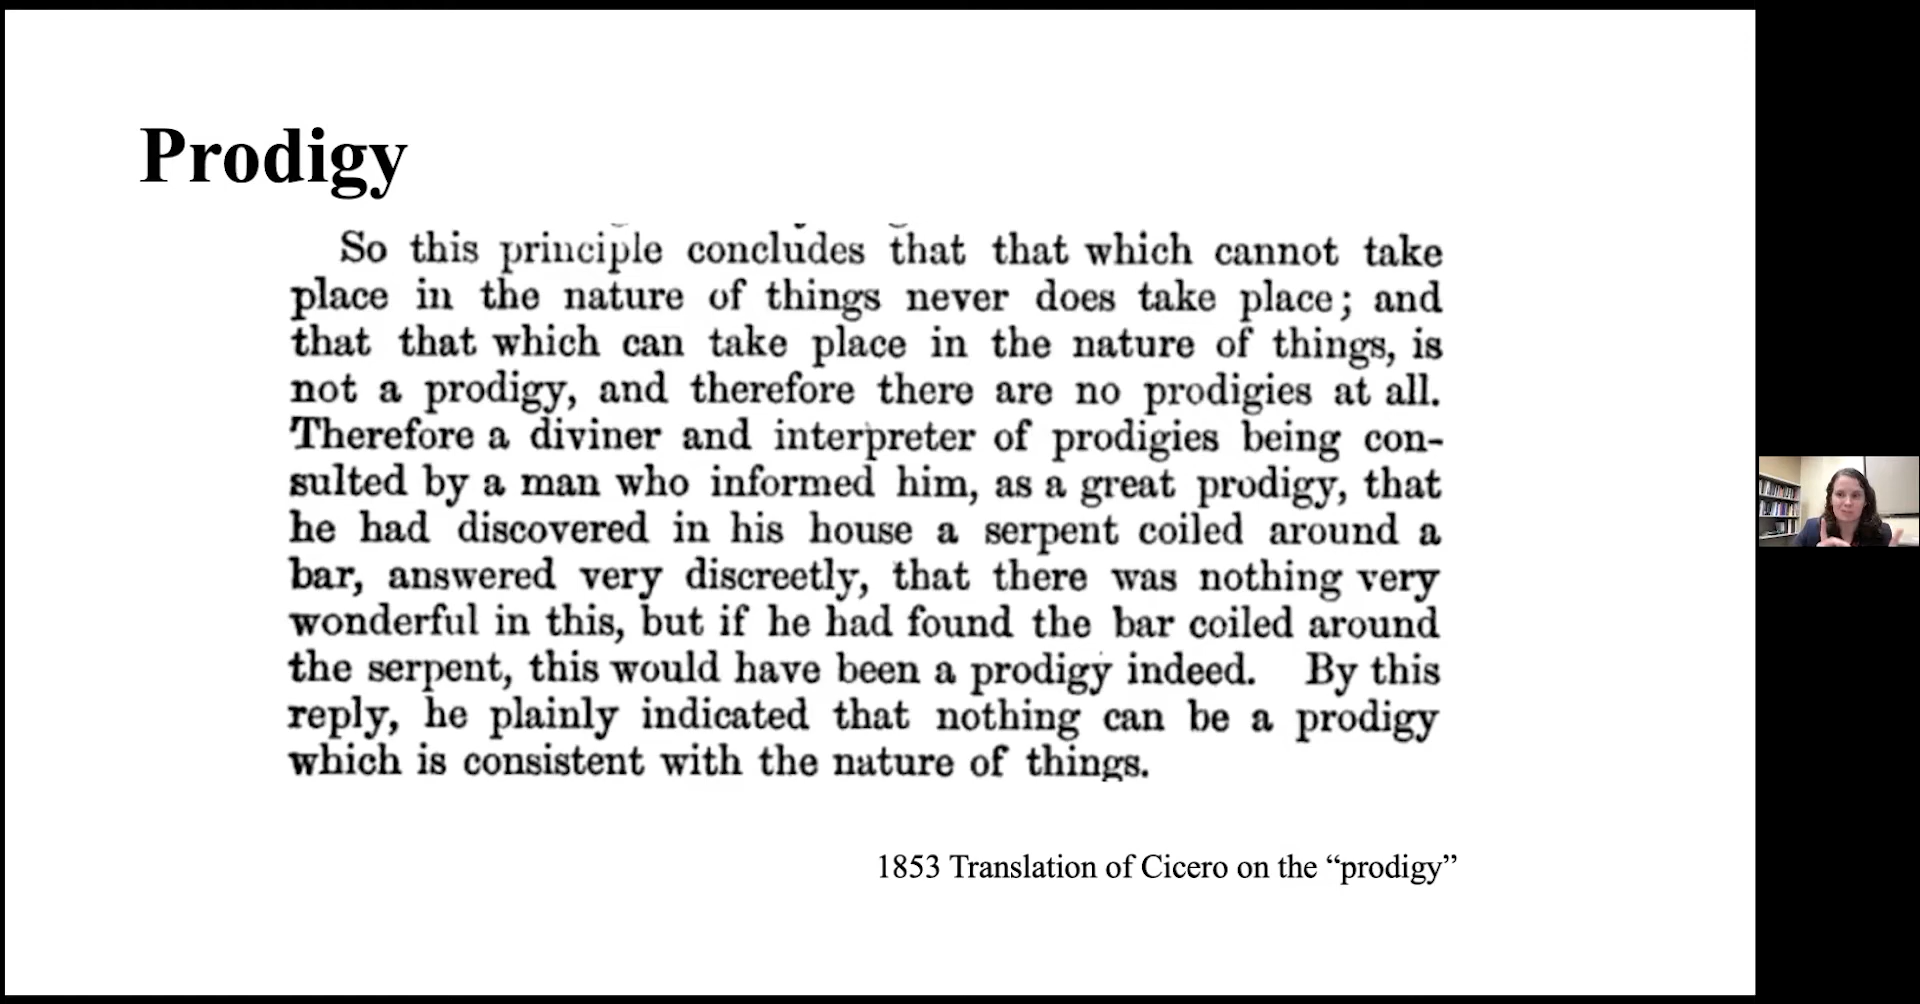 Prodigy
So this principle concludes that that which cannot take
place in the nature of things never does take place; and
that that which can take place in the nature of things, is
not a prodigy, and therefore there are no prodigies at all.
Therefore a diviner and interpreter of prodigies being con-
sulted by a man who informed him, as a great prodigy, that
he had discovered in his house a serpent coiled around a
bar, answered very discreetly, that there was nothing very
wonderful in this, but if he had found the bar coiled around
the serpent, this would have been a prodigy indeed. By this
reply, he plainly indicated that nothing can be a prodigy
which is consistent with the nature of things.
1853 Translation of Cicero on the “prodigy”